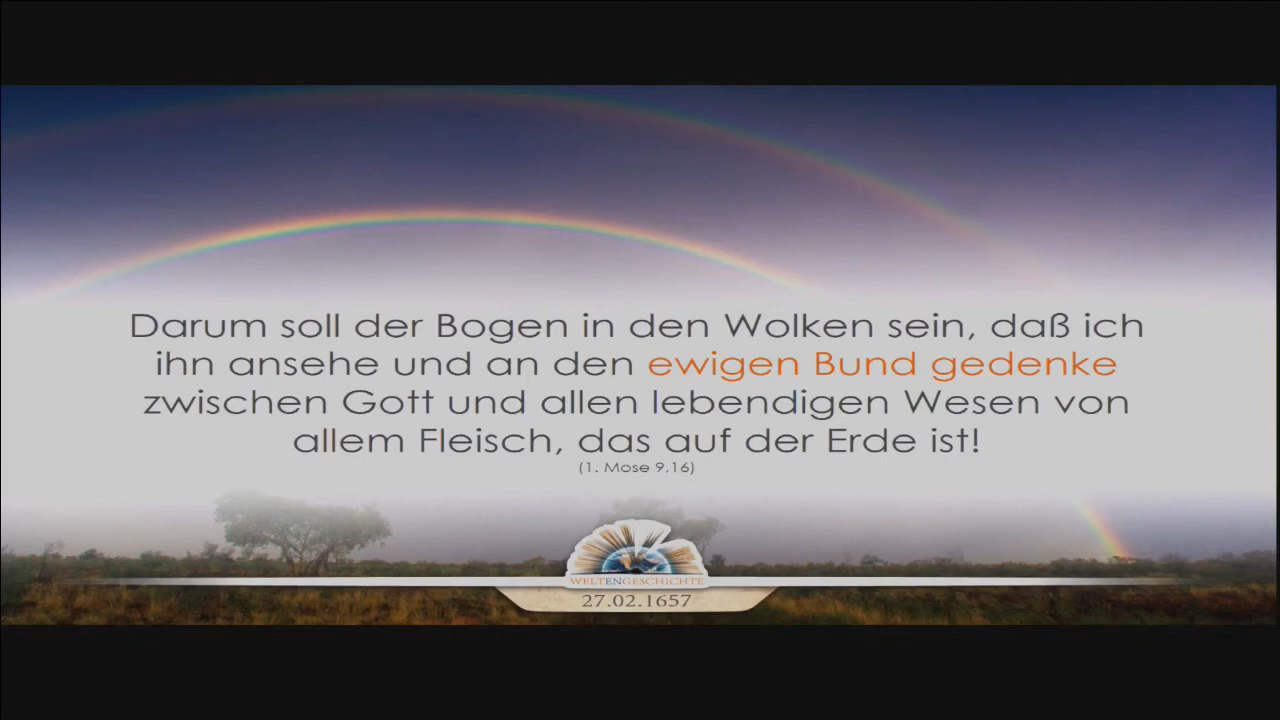 Darum soll der Bogen in den Wolken sein, daß ich
ihn ansehe und an den ewigen Bund gedenke
zwischen Gott und allen lebendigen Wesen von
allem Fleisch, das auf der Erde ist!
(1. Mose 9,16)
WELTENGESCHICHTE
27.02.1657